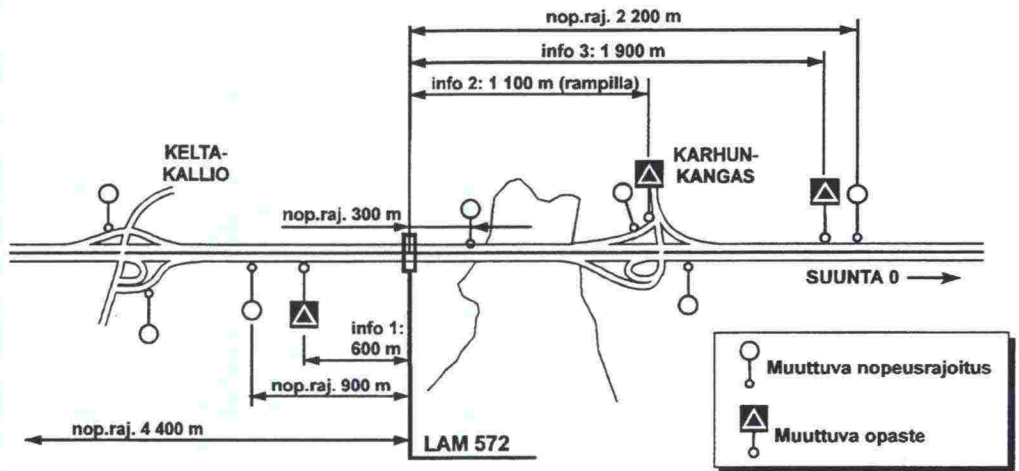 nop.raj. 2 200 m
info 3: 1 900 m
info 2: 1 100 m (rampilla)
KELTA-
KALLIO
KARHUN-
KANGAS
nop.raj. 300 m
SUUNTA 0
info 1:
600 m
nop.raj. 900 m
nop.raj. 4 400 m
LAM 572
Muuttuva nopeusrajoitus
Muuttuva opaste